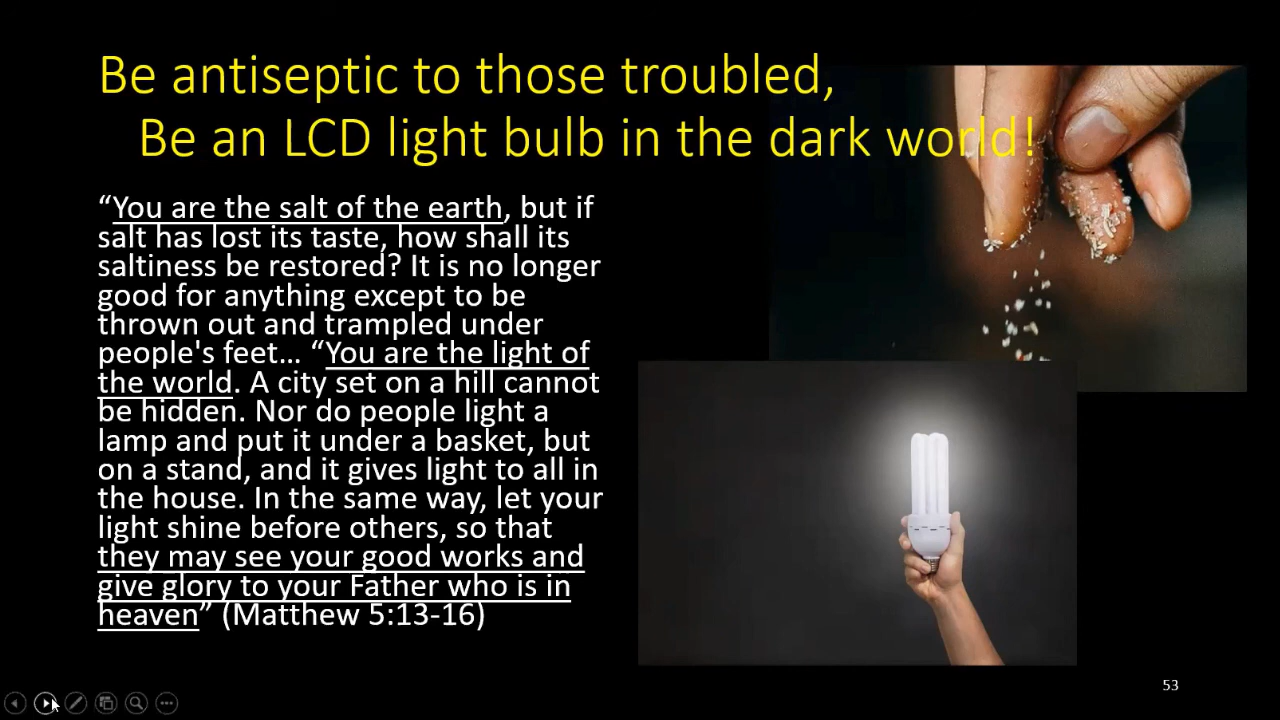 Be antiseptic to those troubled,
Be an LCD light bulb in the dark world!
“You are the salt of the earth, but if
salt has lost its taste, how shall its
saltiness be restored? It is no longer
good for anything except to be
thrown out and trampled under
people's feet… “You are the light of
the world. A city set on a hill cannot
be hidden. Nor do people light a
lamp and put it under a basket, but
on a stand, and it gives light to all in
the house. In the same way, let your
light shine before others, so that
they may see your good works and
give glory to your Father who is in
heaven” (Matthew 5:13-16)
53